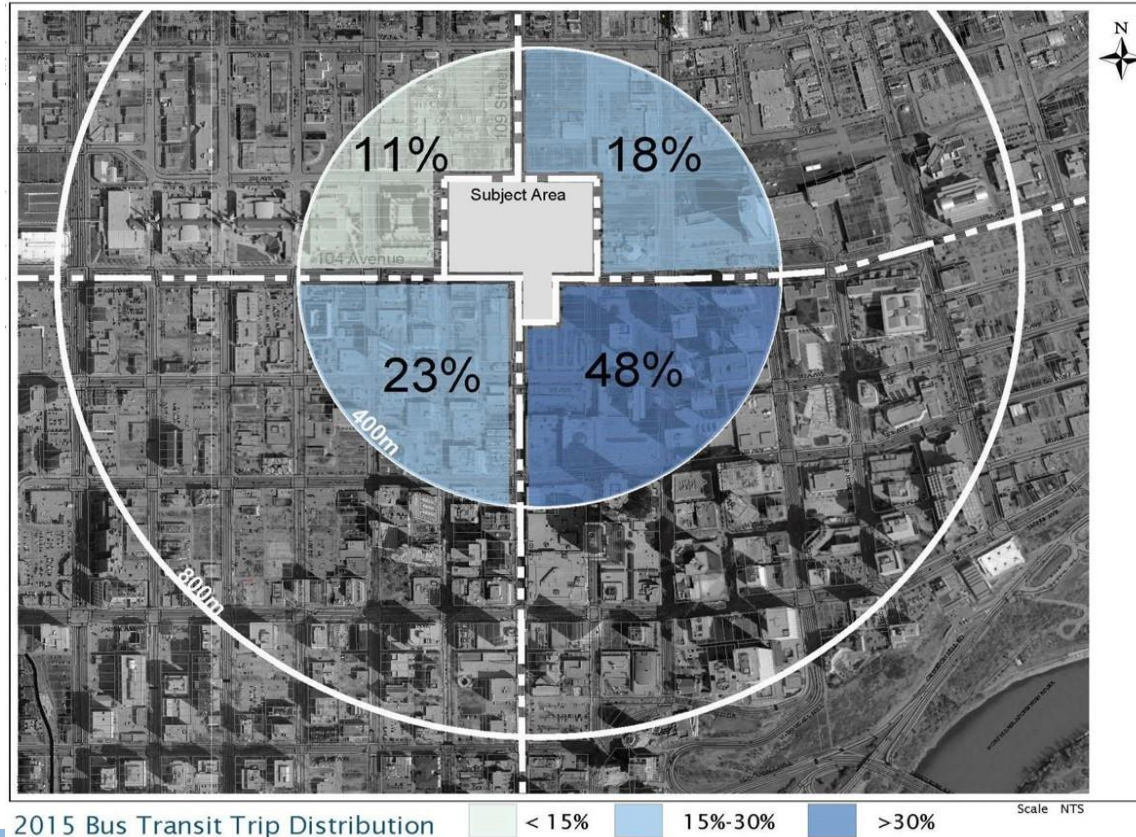 N
109 Street
11%
18%
Subject Area
104 Avenue
23%
48%
400m
800m
2015 Bus Transit Trip Distribution
< 15%
15%-30%
>30%
Scale NTS